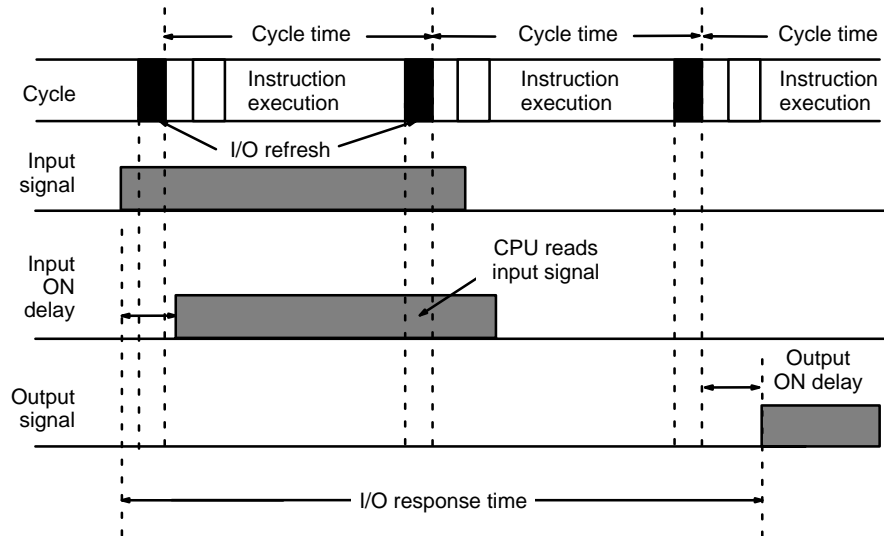 Cycle time
Cycle time
Cycle time
Cycle
Instruction
execution
Instruction
execution
Instruction
execution
I/O refresh
Input
signal
Input
ON
delay
CPU reads
input signal
Output
ON delay
Output
signal
I/O response time